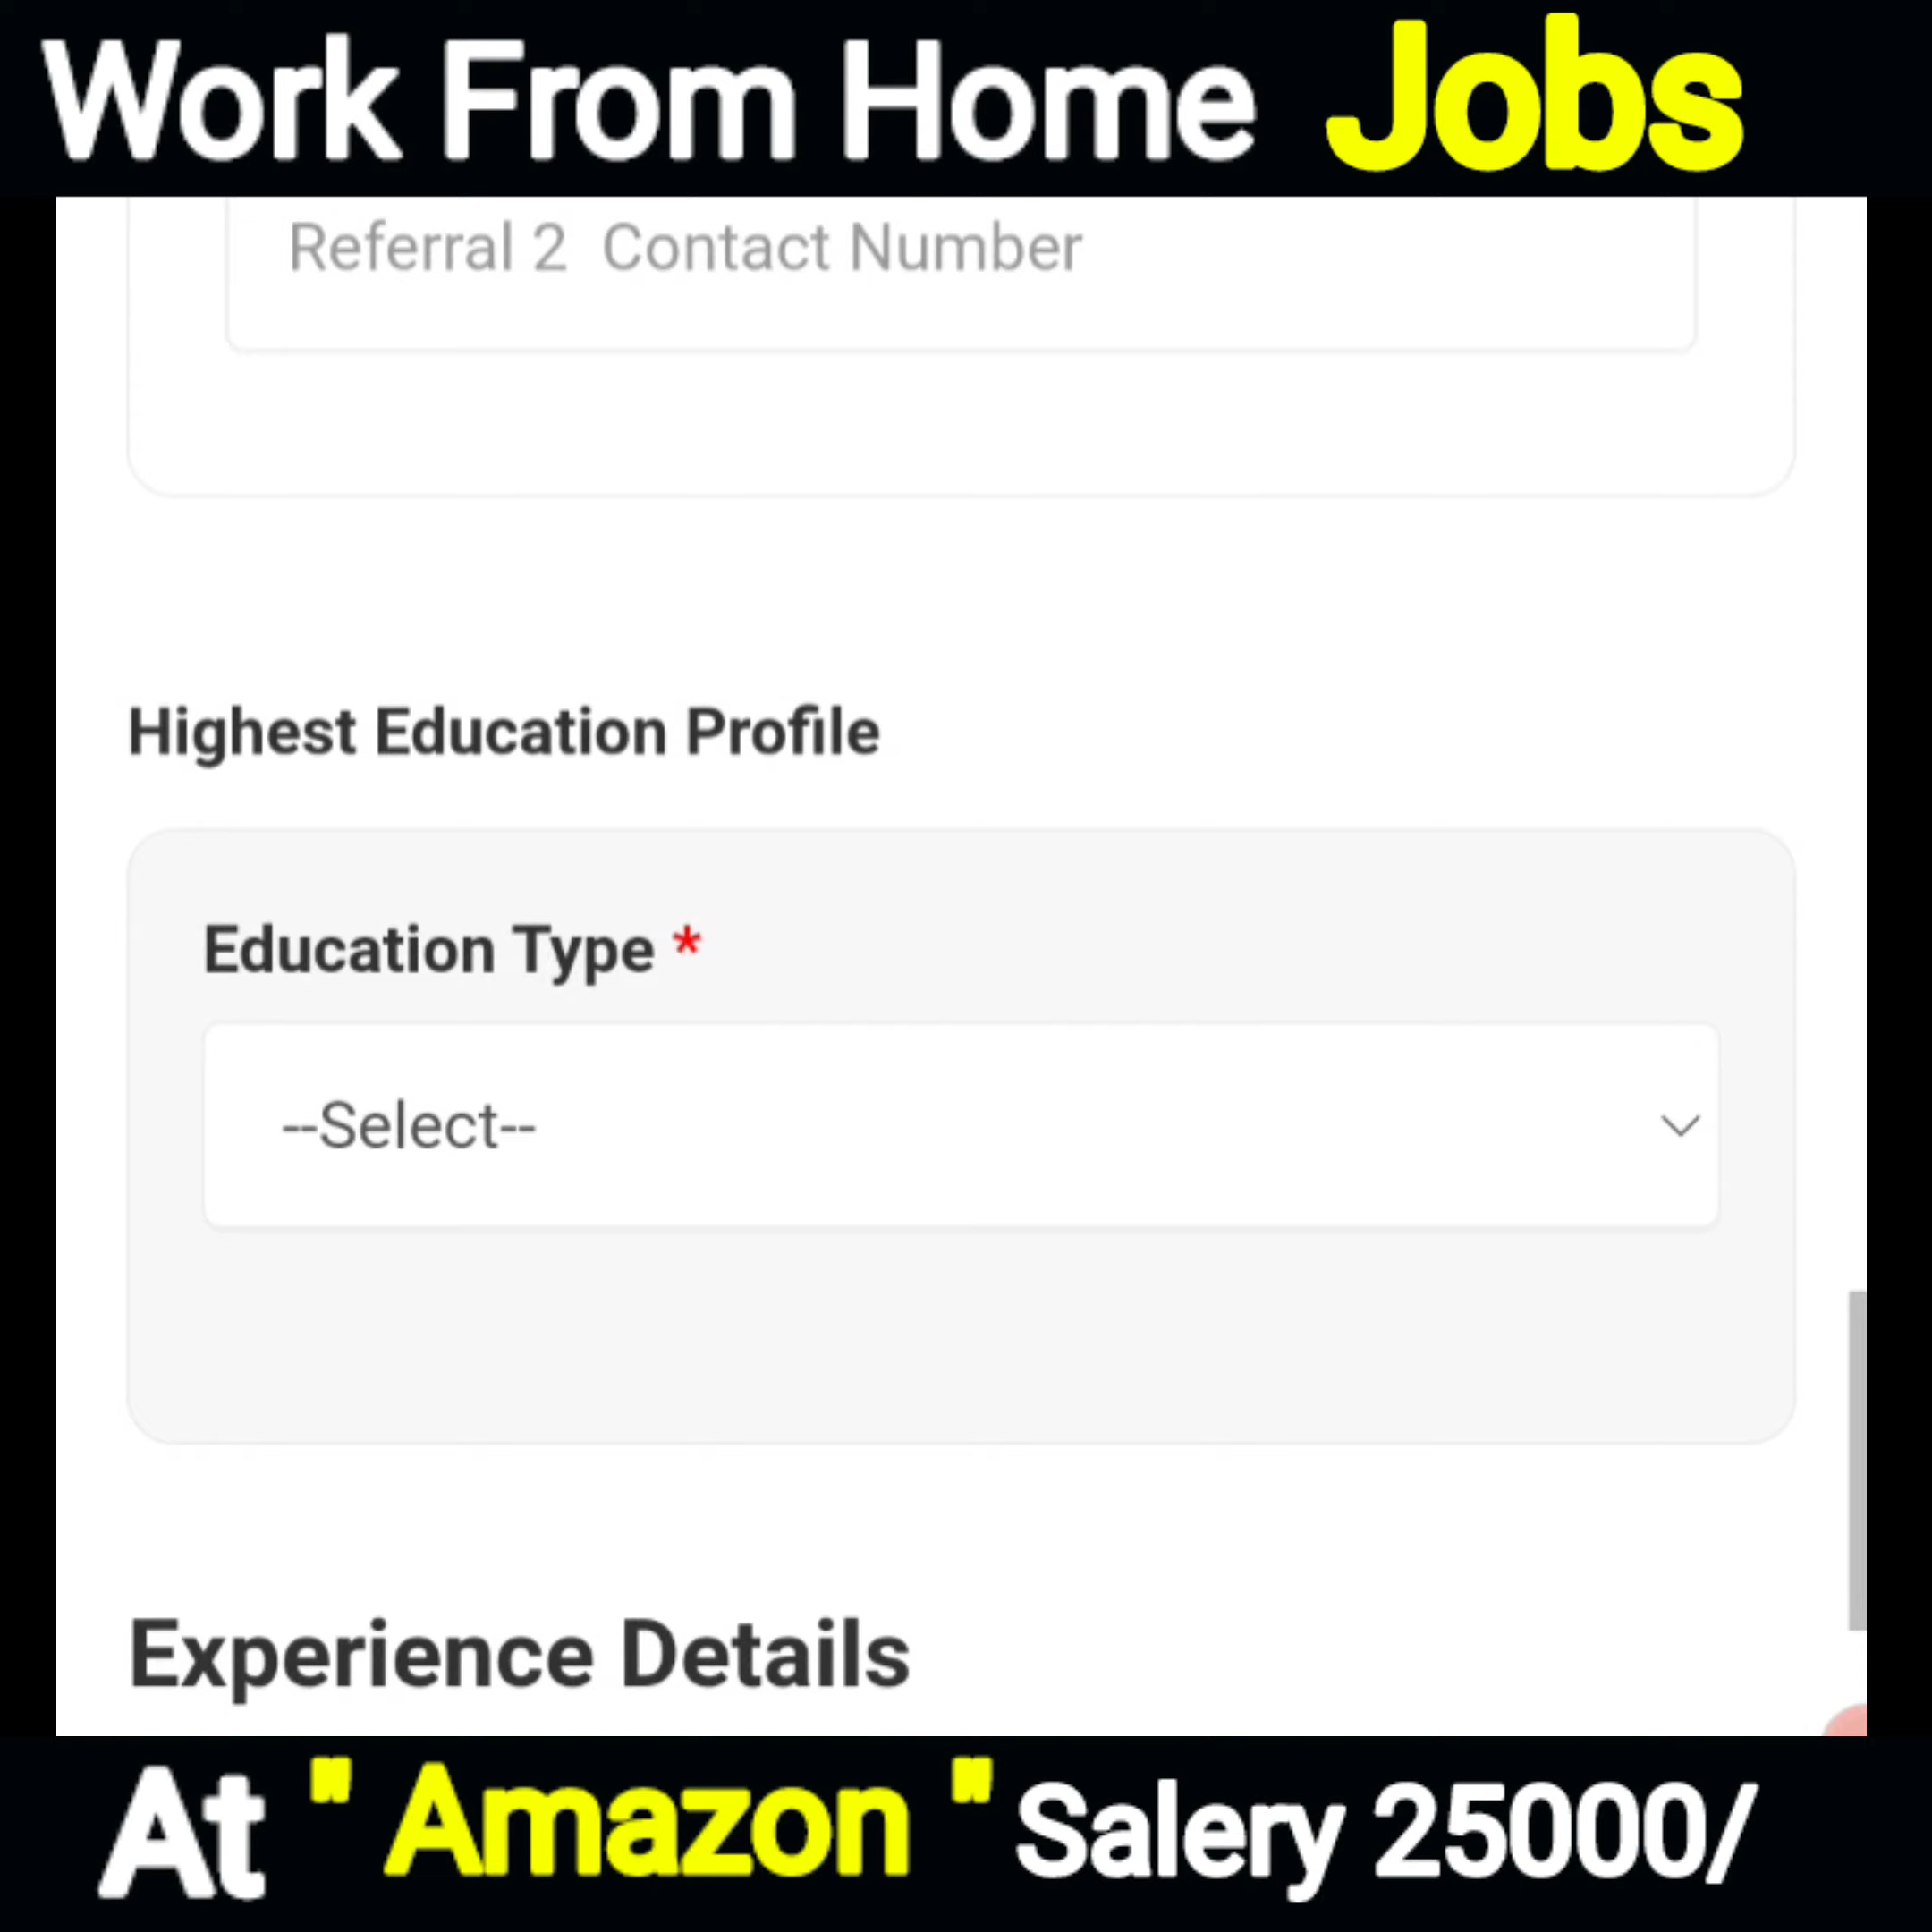 Work From Home Jobs
Referral 2 Contact Number
Highest Education Profile
Education Type *
--Select--
Experience Details
At " Amazon " Salery 25000/